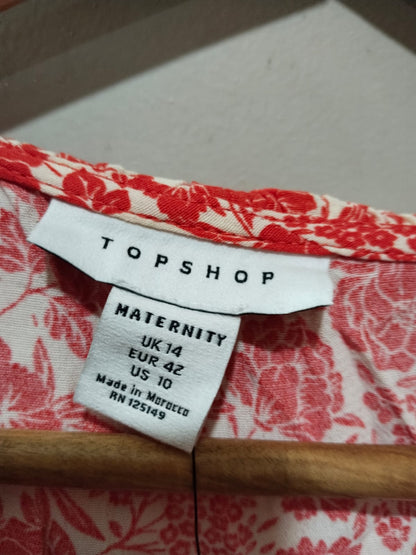 TOPSHOP
MATERNITY
UK 14
EUR 42
US 10
Made in Morocco
RN 125149